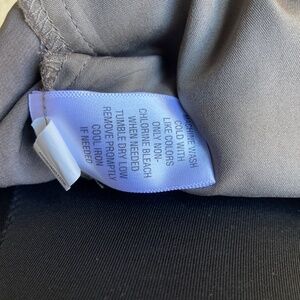 MACHINE WASH
COLD WITH
LIKE COLORS
ONLY NON-
CHLORINE BLEACH
WHEN NEEDED
TUMBLE DRY LOW
REMOVE PROMPTLY
COOL IRON
IF NEEDED